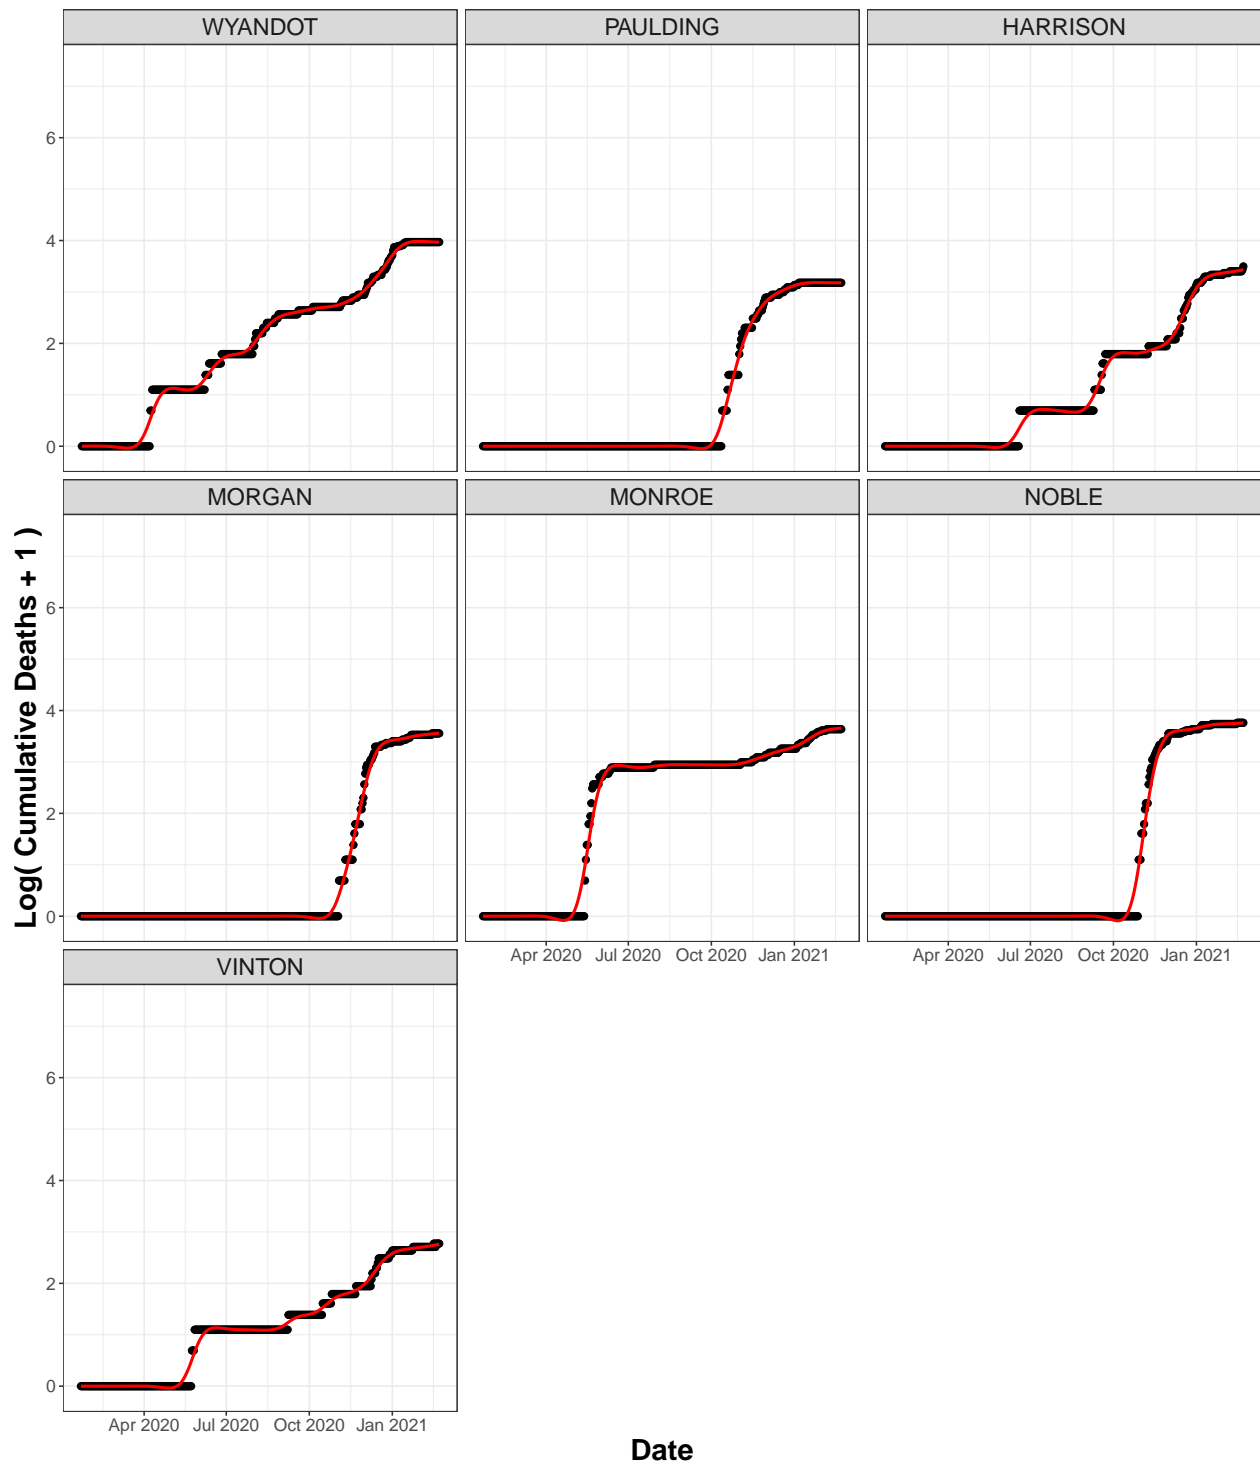 WYANDOT PAULDING HARRISON
6
4
2
0
MORGAN MONROE NOBLE
6
4
2
0
Apr 2020 Jul 2020 Oct 2020 Jan 2021 Apr 2020 Jul 2020 Oct 2020 Jan 2021
VINTON
6
4
2
0
Apr 2020 Jul 2020 Oct 2020 Jan 2021
Log( Cumulative Deaths + 1 )
Date